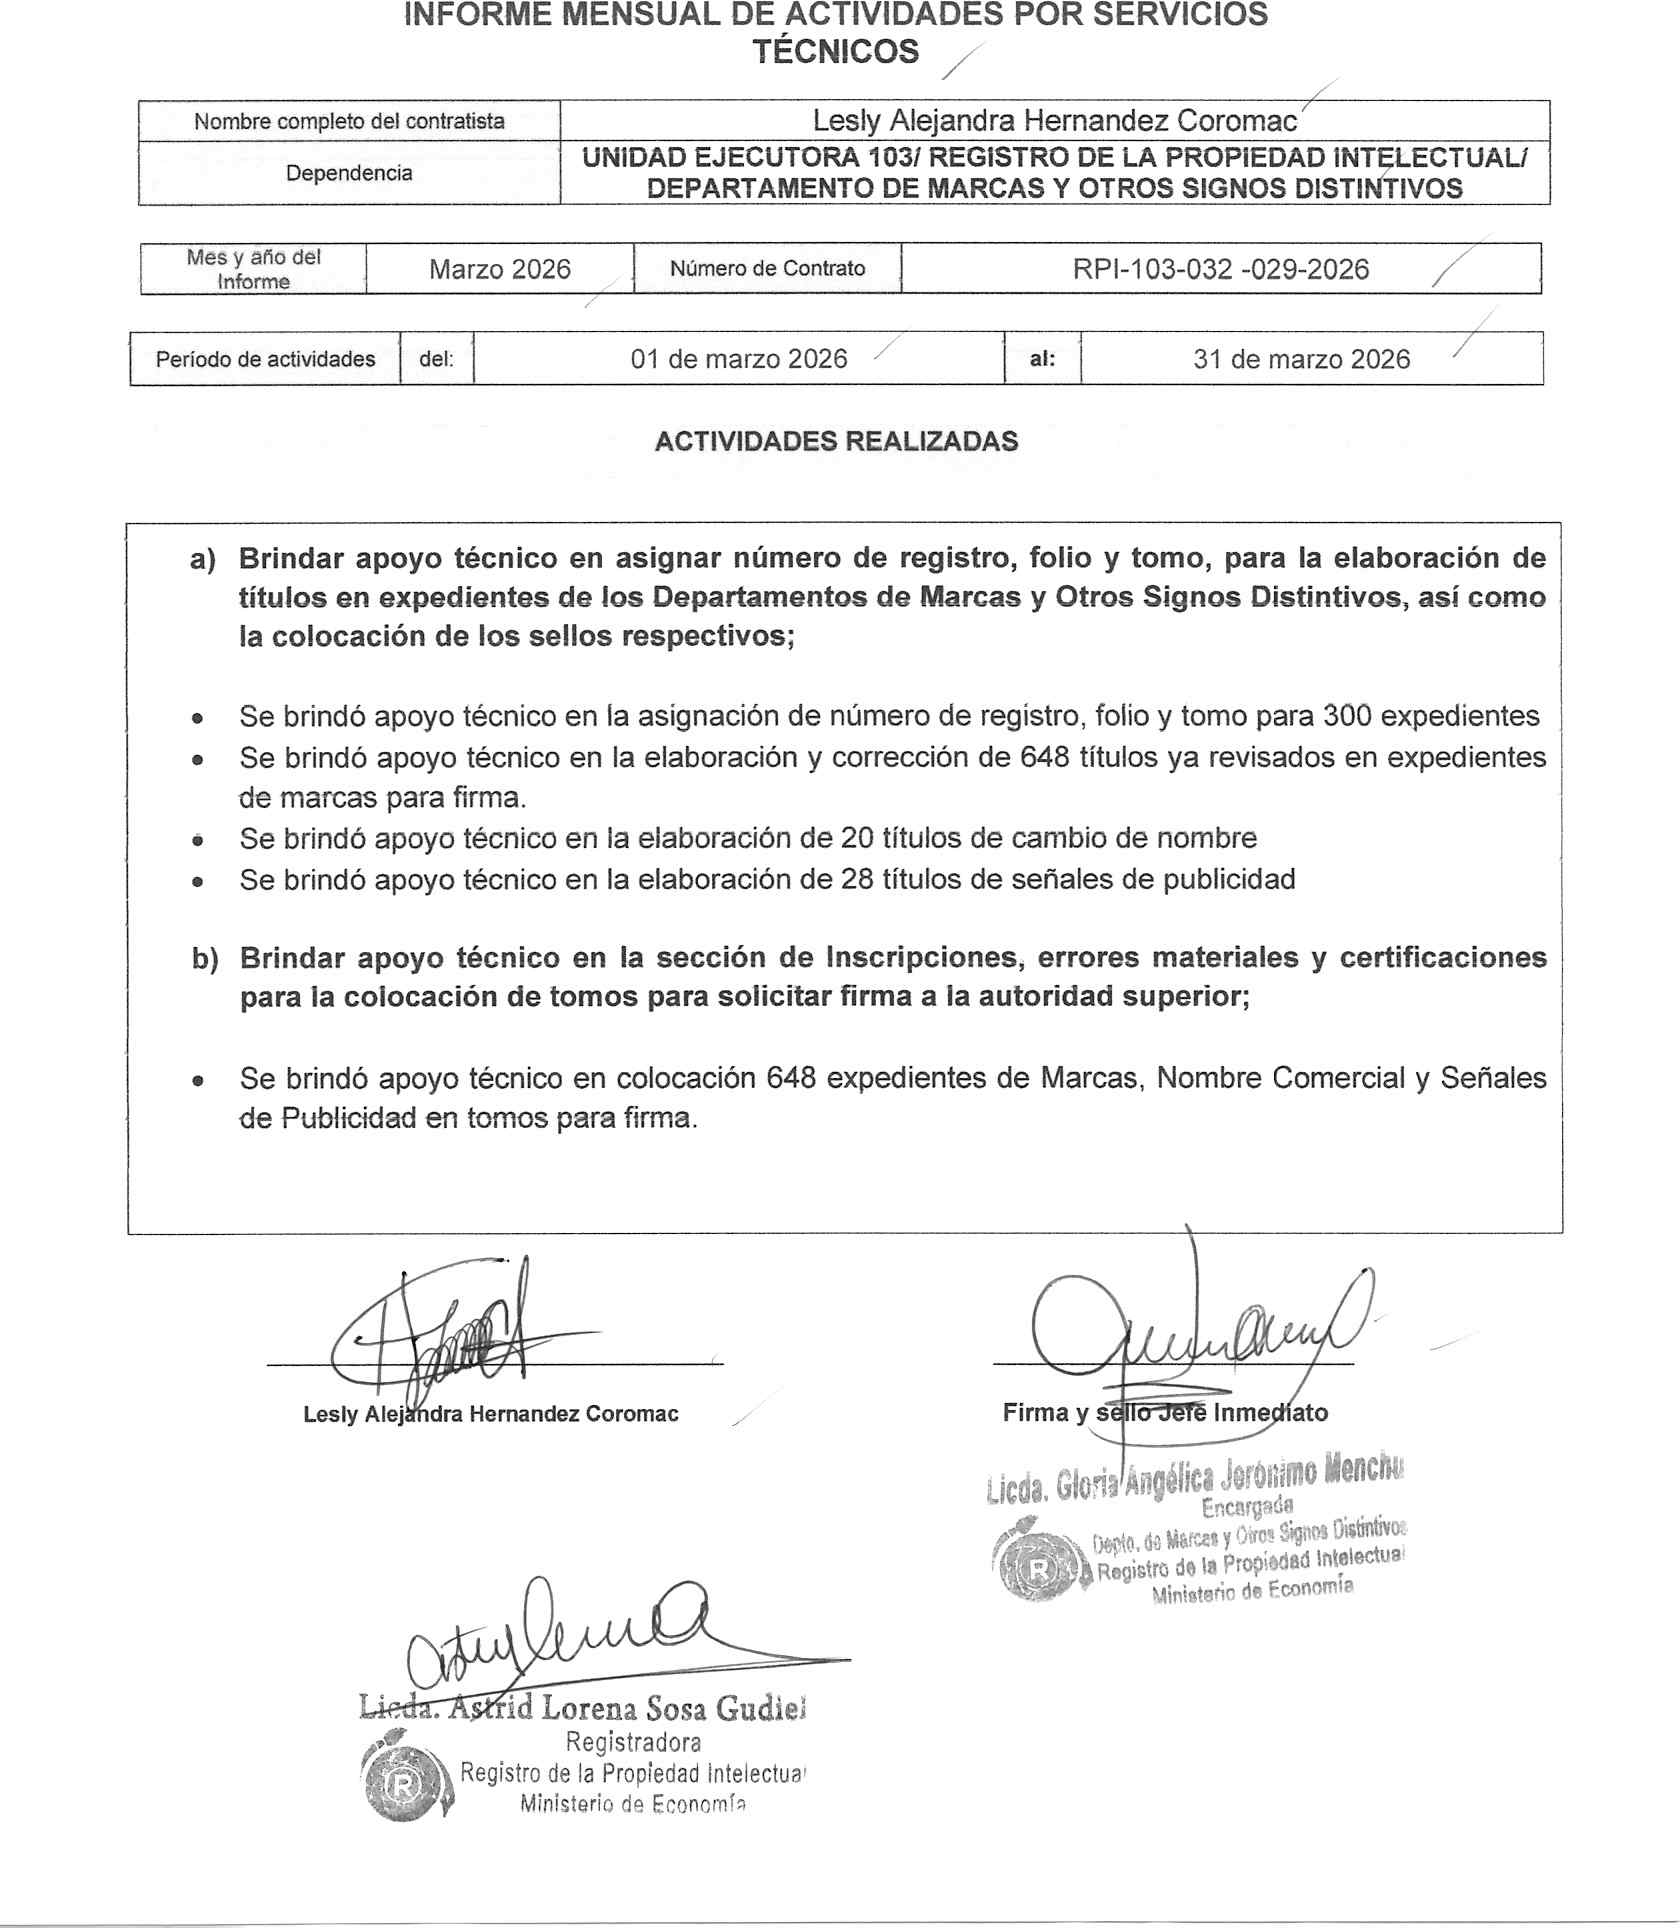 INFORME MENSUAL DE ACTIVIDADES POR SERVICIOS
TÉCNICOS
Nombre completo del contratista
Lesly Alejandra Hernandez Coromac
Dependencia
UNIDAD EJECUTORA 103/ REGISTRO DE LA PROPIEDAD INTELECTUAL/
DEPARTAMENTO DE MARCAS Y OTROS SIGNOS DISTINTIVOS
Mes y año del
Informe
Marzo 2026
Número de Contrato
RPI-103-032 -029-2026
Período de actividades
del:
01 de marzo 2026
al:
31 de marzo 2026
ACTIVIDADES REALIZADAS
a) Brindar apoyo técnico en asignar número de registro, folio y tomo, para la elaboración de
títulos en expedientes de los Departamentos de Marcas y Otros Signos Distintivos, así como
la colocación de los sellos respectivos;
• Se brindó apoyo técnico en la asignación de número de registro, folio y tomo para 300 expedientes
• Se brindó apoyo técnico en la elaboración y corrección de 648 títulos ya revisados en expedientes
de marcas para firma.
• Se brindó apoyo técnico en la elaboración de 20 títulos de cambio de nombre
• Se brindó apoyo técnico en la elaboración de 28 títulos de señales de publicidad
b) Brindar apoyo técnico en la sección de Inscripciones, errores materiales y certificaciones
para la colocación de tomos para solicitar firma a la autoridad superior;
• Se brindó apoyo técnico en colocación 648 expedientes de Marcas, Nombre Comercial y Señales
de Publicidad en tomos para firma.
Lesly Alejandra Hernandez Coromac
Firma y sello Jefe Inmediato
Licda. Gloria Angélica Jerónimo Menchu
Encargada
Depto. de Marcas y Otros Signos Distintivos
Registro de la Propiedad Intelectual
Ministerio de Economía
R
Licda. Astrid Lorena Sosa Gudiel
Registradora
Registro de la Propiedad Intelectual
Ministerio de Economía
R